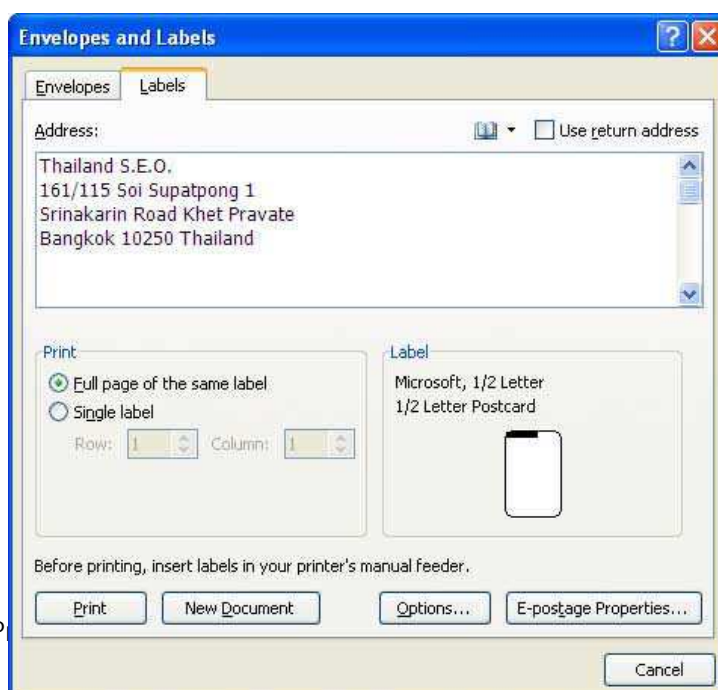 Envelopes and Labels
Envelopes
Labels
Address:
Use return address
Thailand S.E.O.
161/115 Soi Supatpong 1
Srinakarin Road Khet Pravate
Bangkok 10250 Thailand
Print
Full page of the same label
Single label
Row: 1 Column: 1
Label
Microsoft, 1/2 Letter
1/2 Letter Postcard
Before printing, insert labels in your printer's manual feeder.
Print
New Document
Options...
E-postage Properties...
Cancel